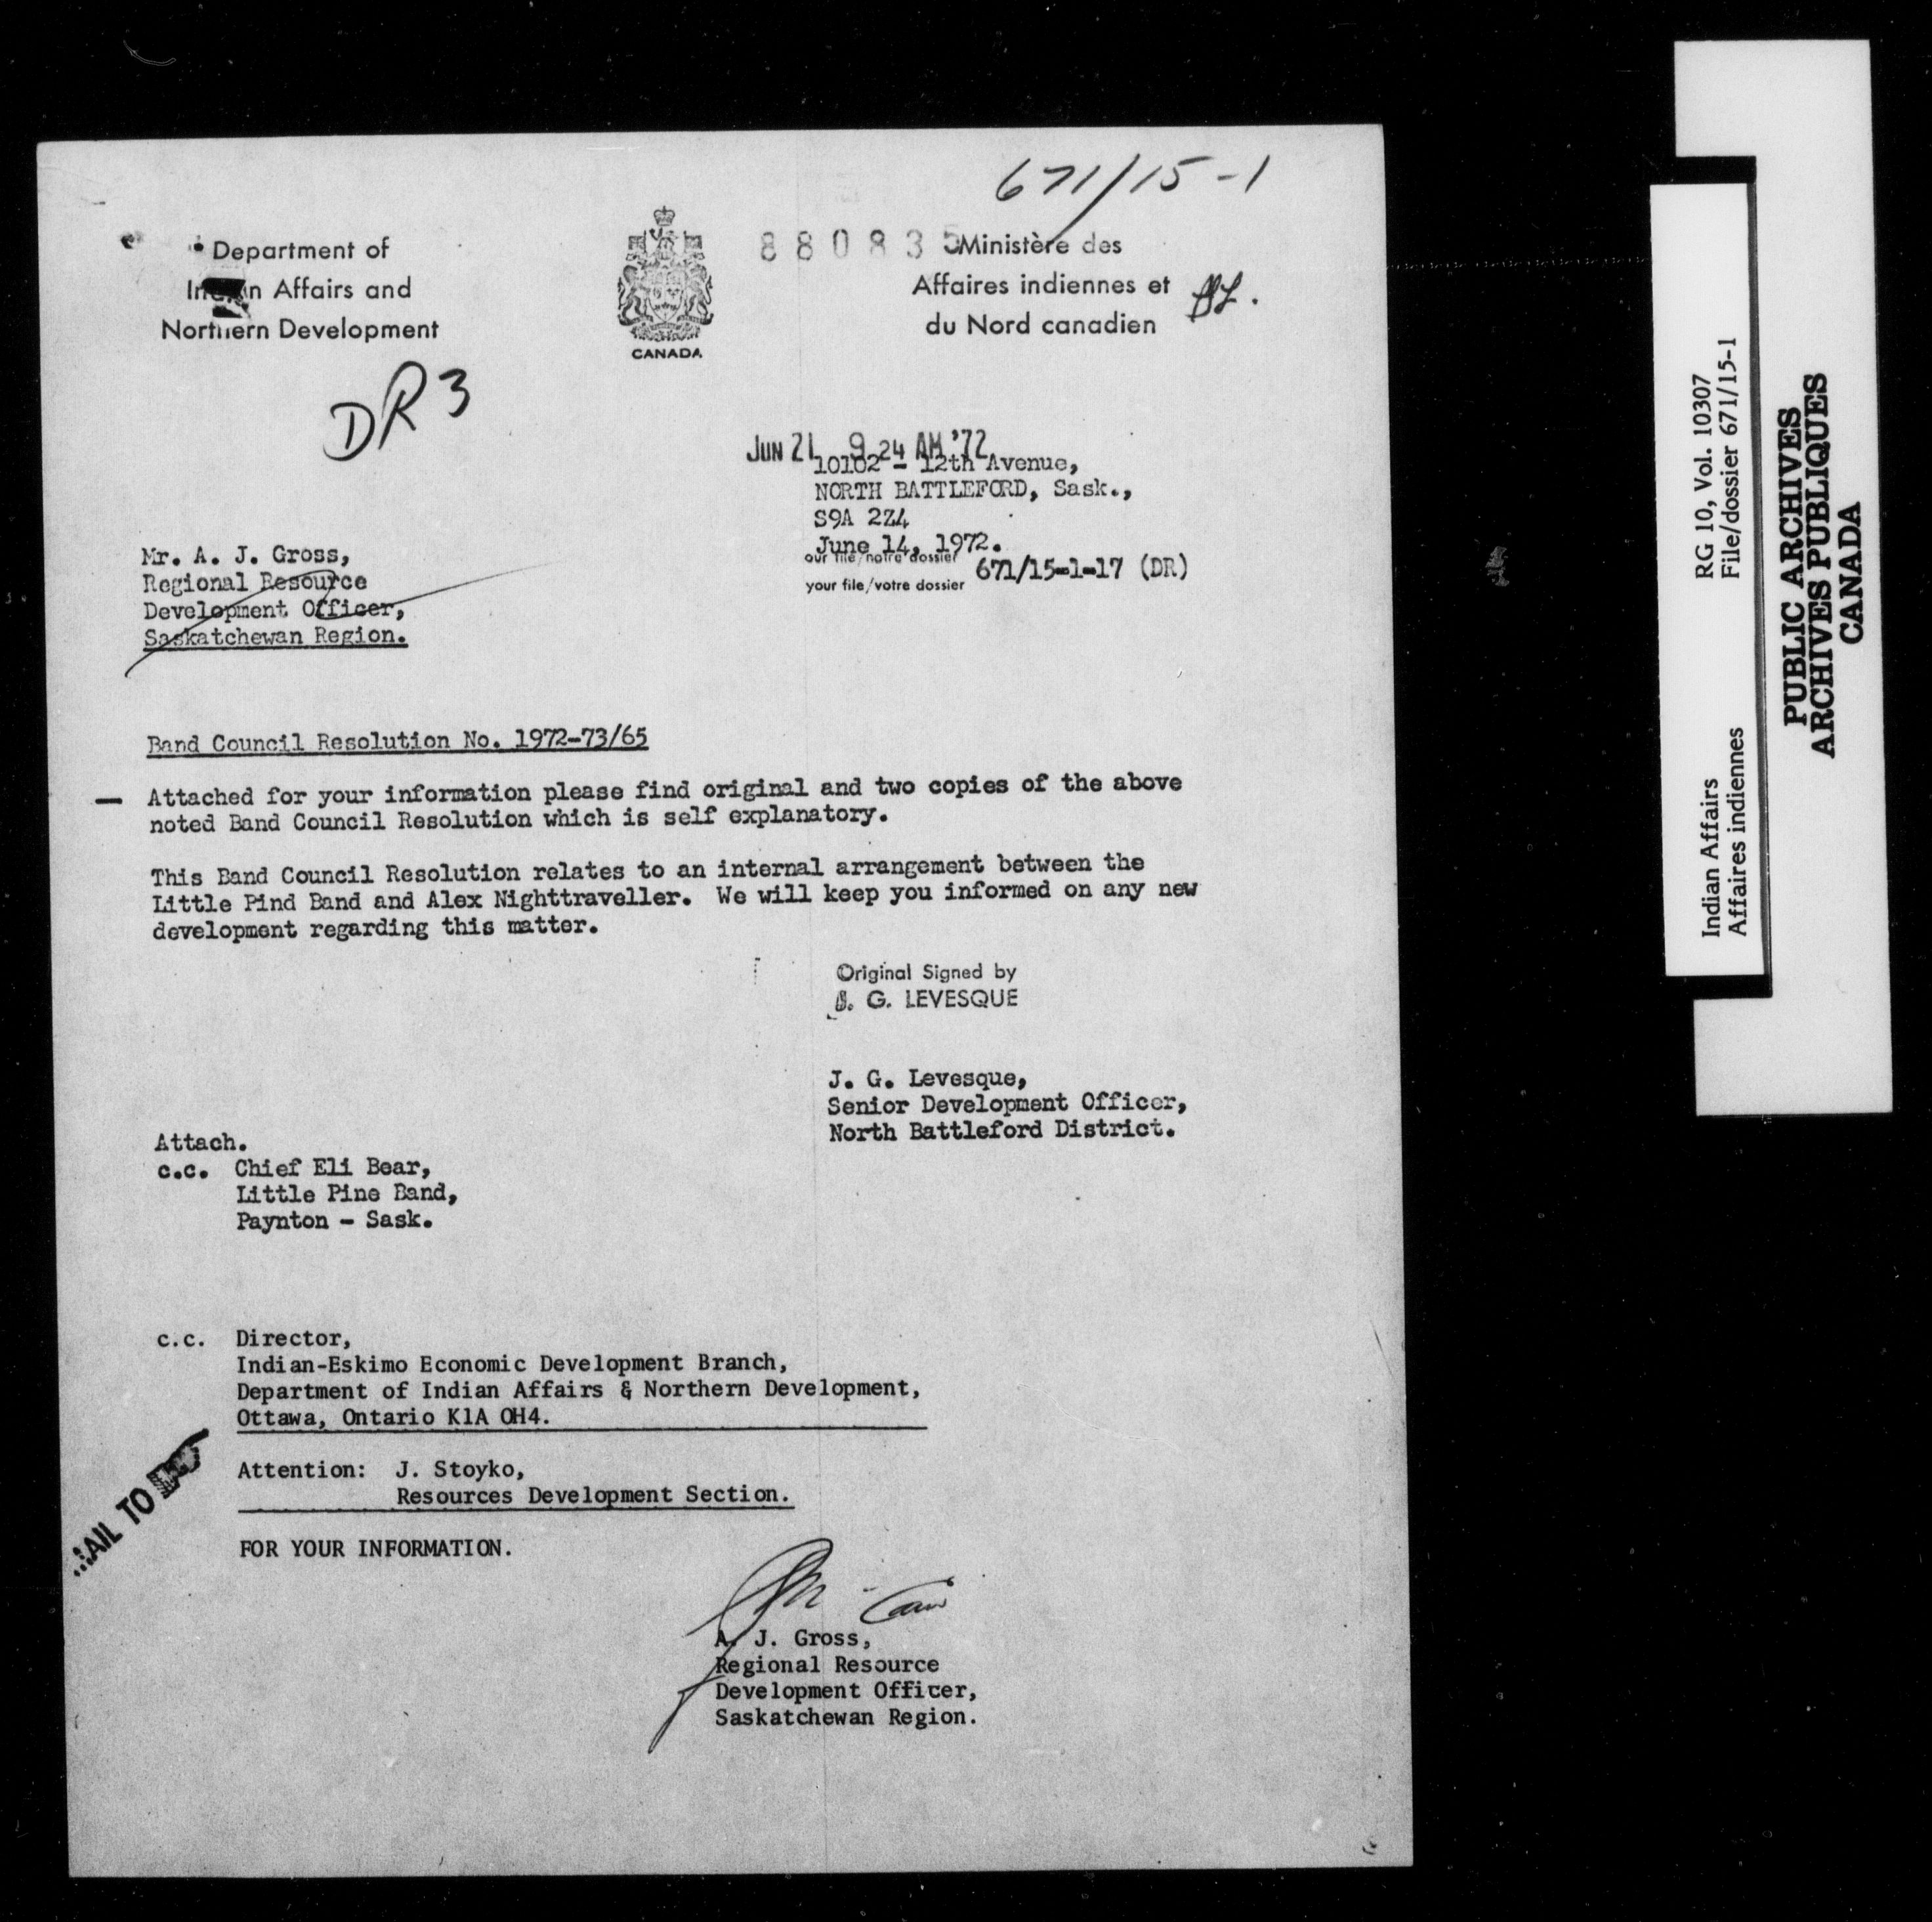 671/15-1
Department of
Indian Affairs and
Northern Development
CANADA
880835
Ministère des
Affaires indiennes et
du Nord canadien
DR3
JUN 21 9 24 AM '72
10102 - 12th Avenue,
NORTH BATTLEFORD, Sask.,
S9A 2Z4
June 14, 1972.
our file/notre dossier
671/15-1-17 (DR)
your file/votre dossier
Mr. A. J. Gross,
Regional Resource
Development Officer,
Saskatchewan Region.
Band Council Resolution No. 1972-73/65
Attached for your information please find original and two copies of the above
noted Band Council Resolution which is self explanatory.
This Band Council Resolution relates to an internal arrangement between the
Little Pind Band and Alex Nighttraveller. We will keep you informed on any new
development regarding this matter.
Original Signed by
J. G. LEVESQUE
J. G. Levesque,
Senior Development Officer,
North Battleford District.
Attach.
c.c. Chief Eli Bear,
Little Pine Band,
Paynton - Sask.
c.c. Director,
Indian-Eskimo Economic Development Branch,
Department of Indian Affairs & Northern Development,
Ottawa, Ontario K1A OH4.
Attention: J. Stoyko,
Resources Development Section.
MAIL TO
FOR YOUR INFORMATION.
A. J. Gross,
Regional Resource
Development Officer,
Saskatchewan Region.
Indian Affairs RG 10, Vol. 10307
Affaires indiennes File/dossier 671/15-1
PUBLIC ARCHIVES
ARCHIVES PUBLIQUES
CANADA